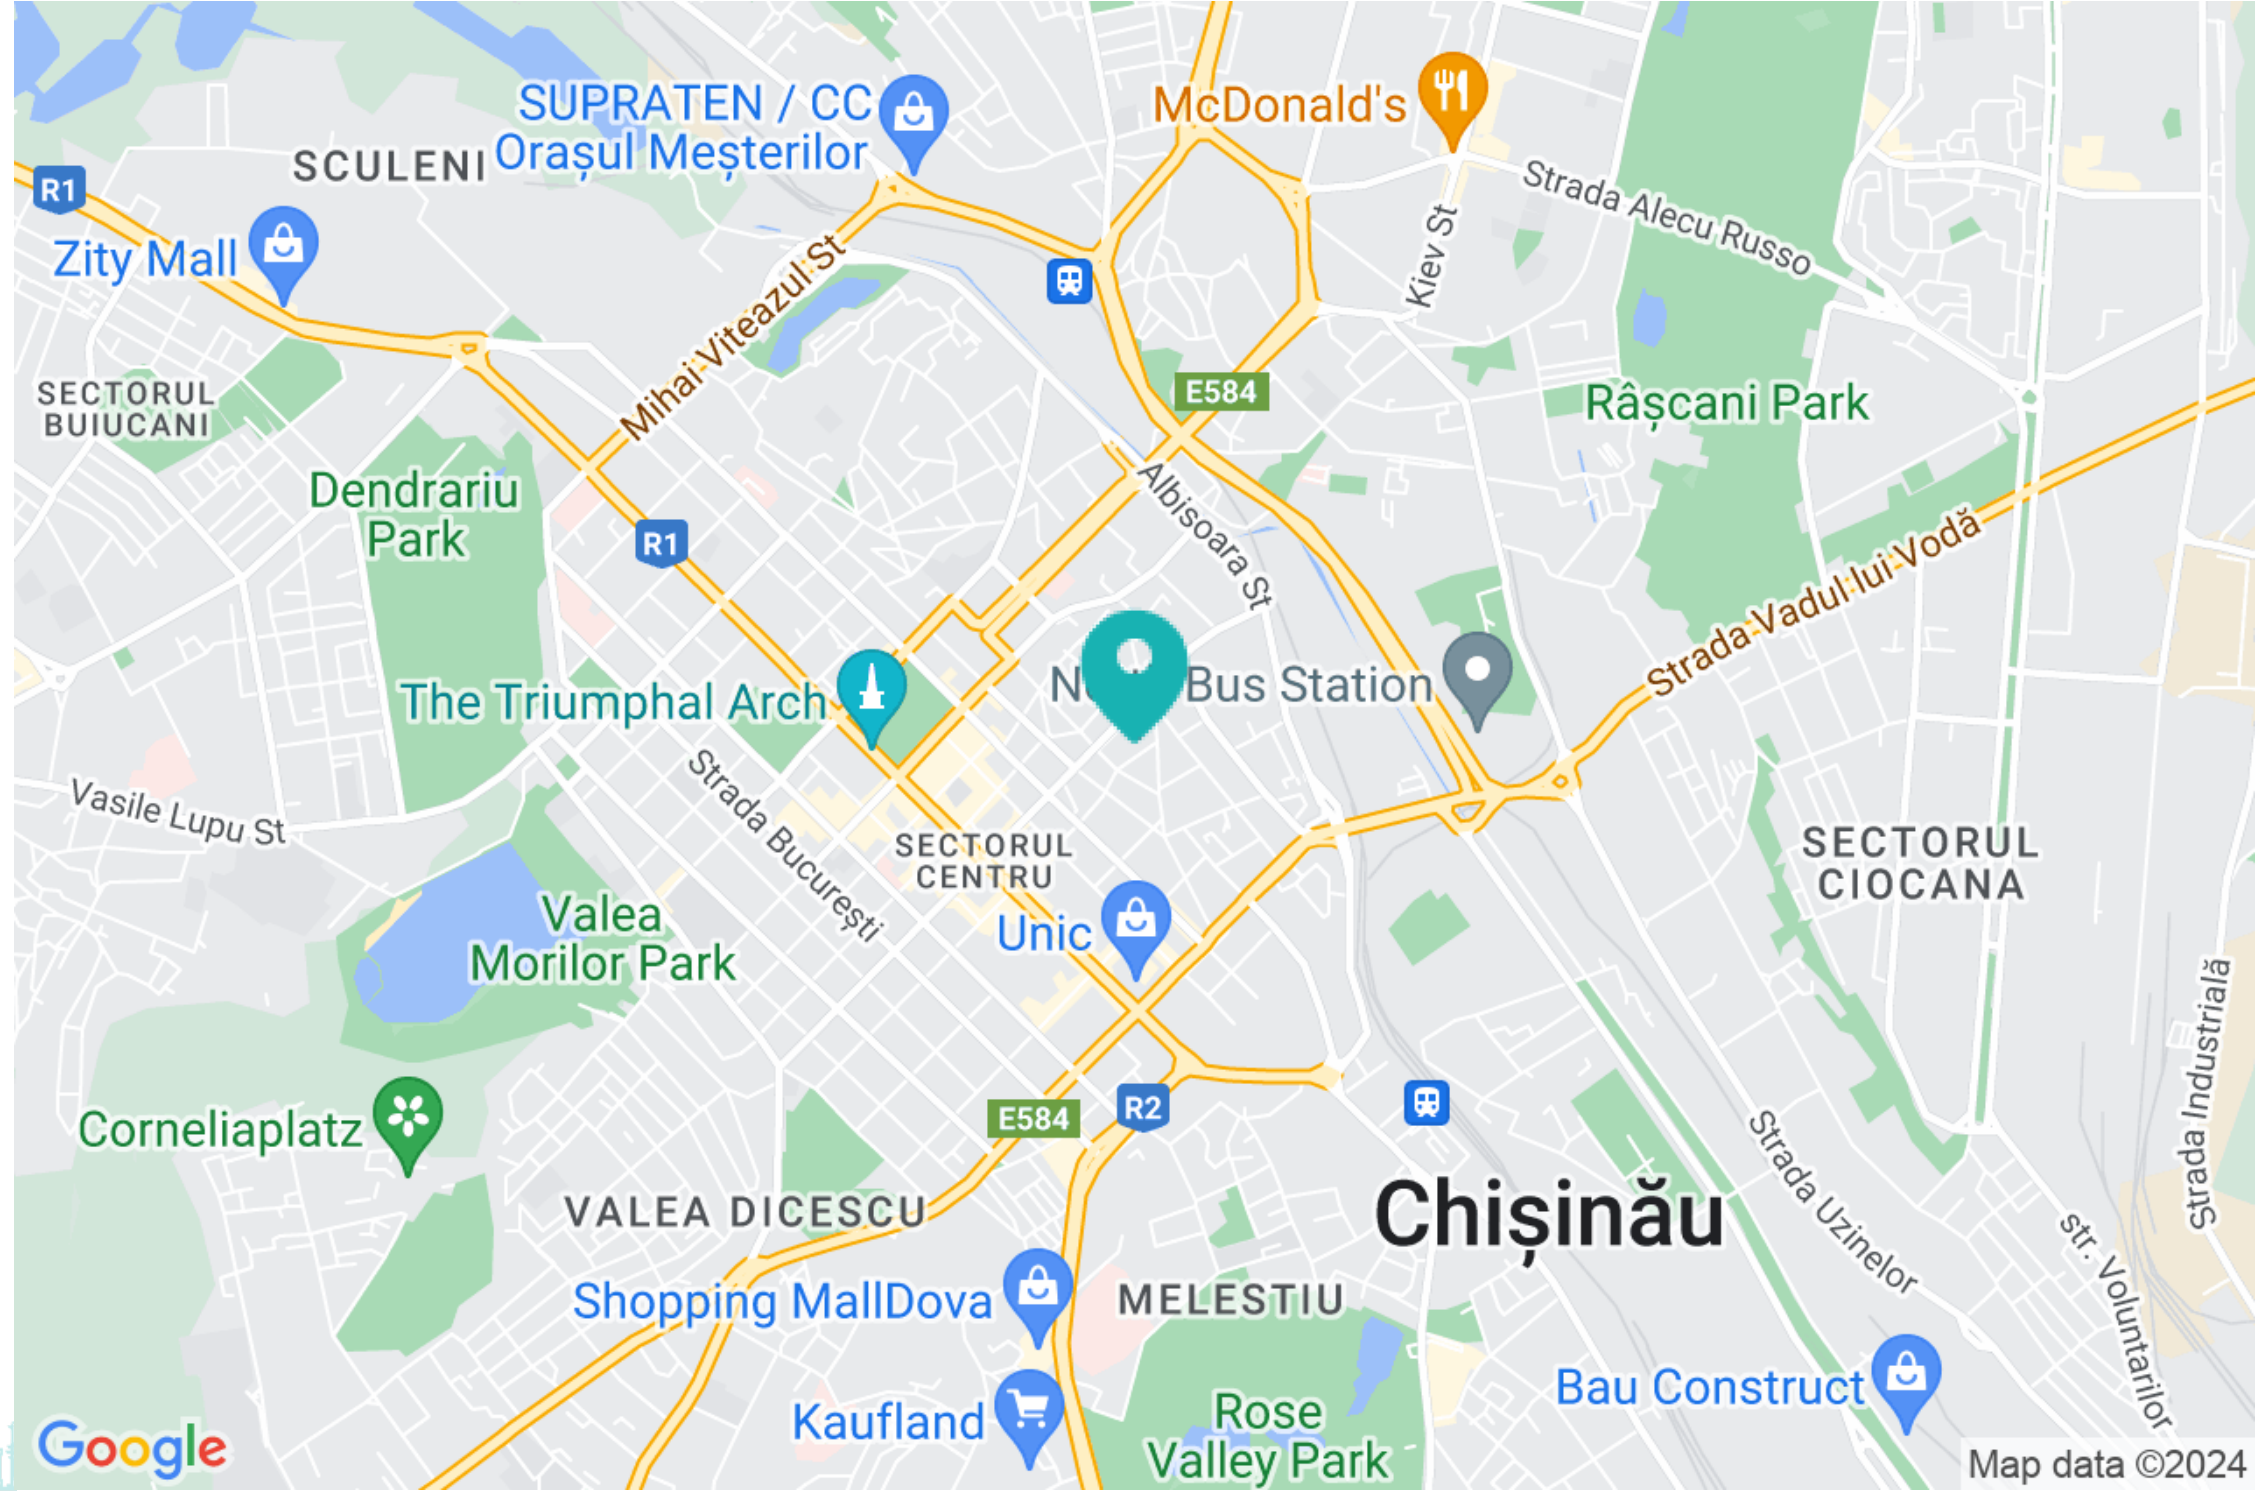 SUPRATEN / CC
Orașul Meșterilor
McDonald's
SCULENI
R1
Strada Alecu Russo
Zity Mall
Kiev St
Mihai Viteazul St
SECTORUL
BUIUCANI
E584
Râșcani Park
Dendrariu
Park
R1
Albișoara St
Strada Vadul lui Vodă
Bus Station
The Triumphal Arch
Strada București
Vasile Lupu St
SECTORUL
CENTRU
SECTORUL
CIOCANA
Valea
Morilor Park
Unic
Strada Industrială
E584
R2
Corneliaplatz
Strada Uzinelor
VALEA DICESCU
Chișinău
str. Voluntarilor
Shopping MallDova
MELESTIU
Bau Construct
Kaufland
Rose
Valley Park
Google
Map data ©2024